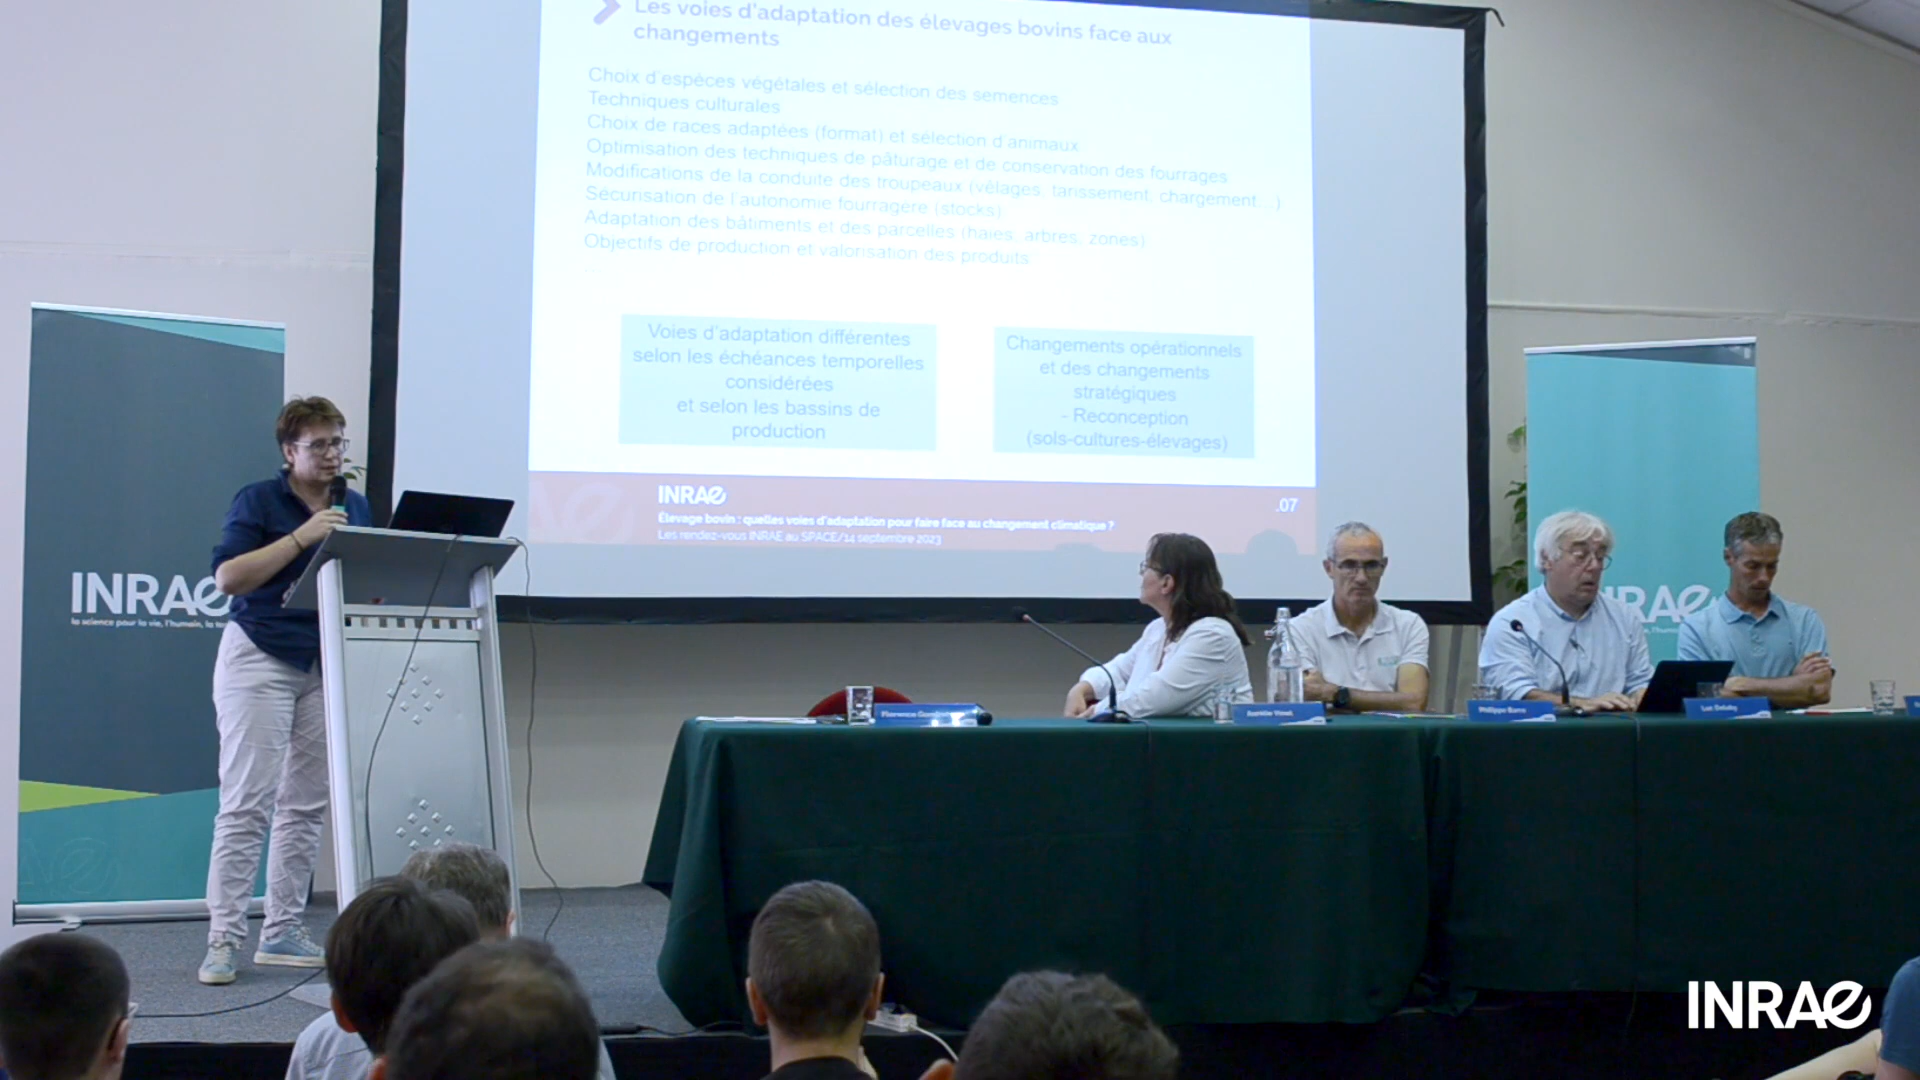 Les voies d'adaptation des élevages bovins face aux
changements
Choix d'espèces végétales et sélection des semences
Techniques culturales
Choix de races adaptées (format) et sélection d'animaux
Optimisation des techniques de pâturage et de conservation des fourrages
Modifications de la conduite des troupeaux (vêlages, tarissement, chargement...)
Sécurisation de l'autonomie fourragère (stocks)
Adaptation des bâtiments et des parcelles (haies, arbres, zones)
Objectifs de production et valorisation des produits
Voies d'adaptation différentes
selon les échéances temporelles
considérées
et selon les bassins de
production
Changements opérationnels
et des changements
stratégiques
- Reconception
(sols-cultures-élevages)
INRAE
.07
Élevage bovin : quelles voies d'adaptation pour faire face au changement climatique ?
Les rendez-vous INRAE au SPACE/14 septembre 2023
INRAE
la science pour la vie, l'humain, la
RAE
Florence
Philippe Barre
Luc Delaby
INRAE